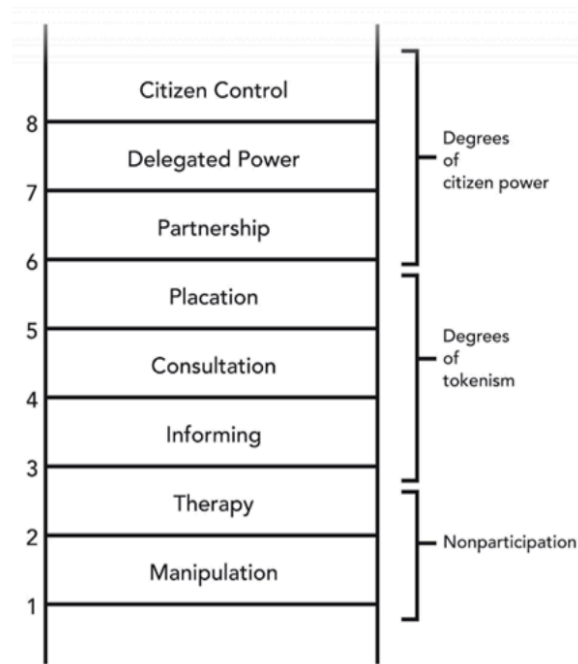 Citizen Control
8
Delegated Power
7
Partnership
6
Placation
5
Consultation
4
Informing
3
Therapy
2
Manipulation
1
Degrees
of
citizen power
Degrees
of
tokenism
Nonparticipation